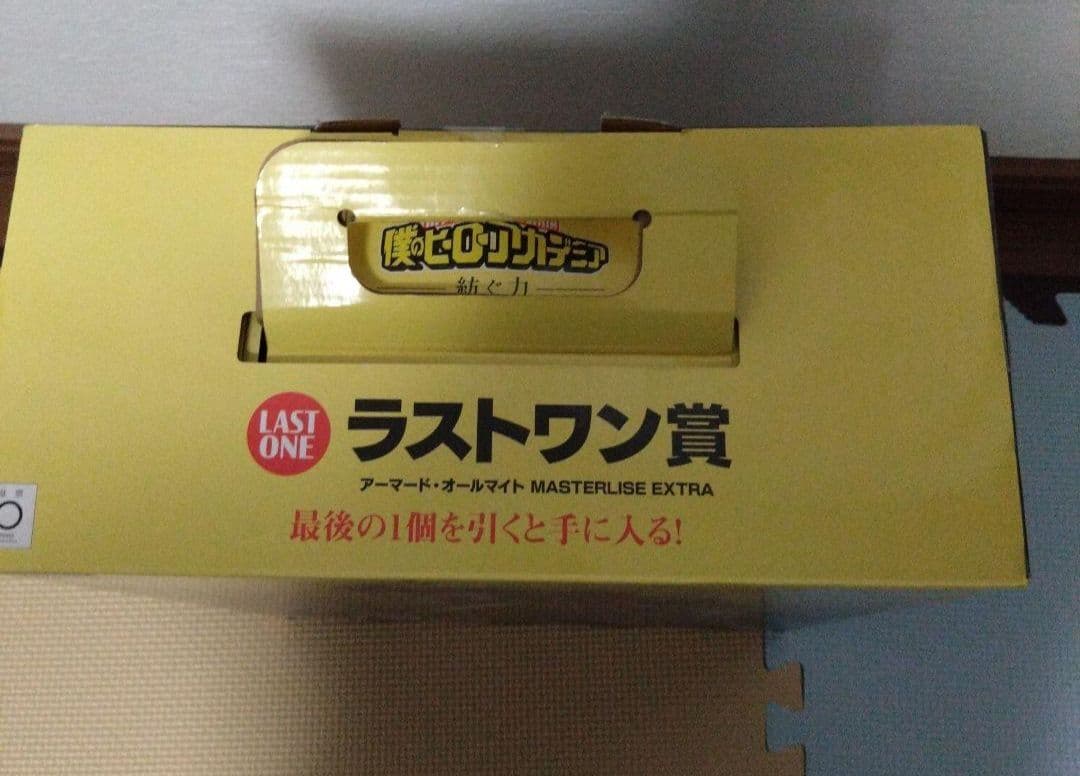 僕のヒーローアカデミア
紡ぐ力
LAST
ONE
ラストワン賞
アーマード・オールマイト MASTERLISE EXTRA
最後の1個を引くと手に入る!